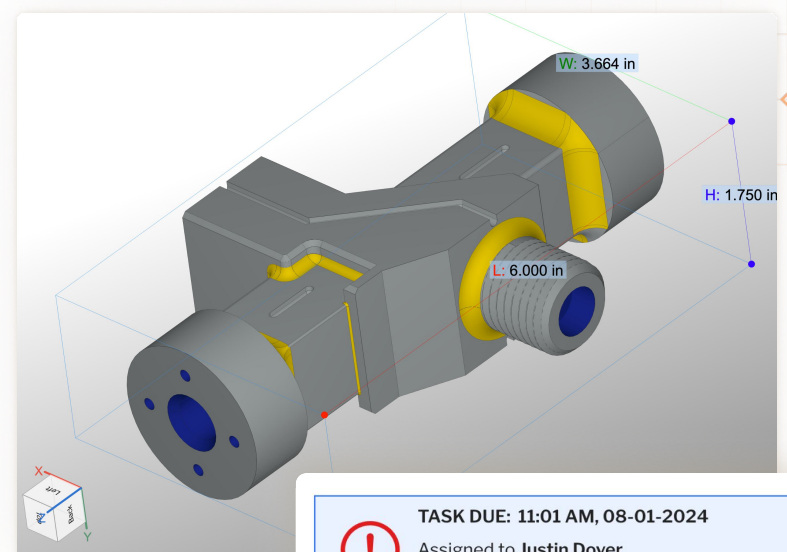 W: 3.664 in
H: 1.750 in
L: 6.000 in
X
Left
Back
Y
TASK DUE: 11:01 AM, 08-01-2024
Assigned to Justin Dover